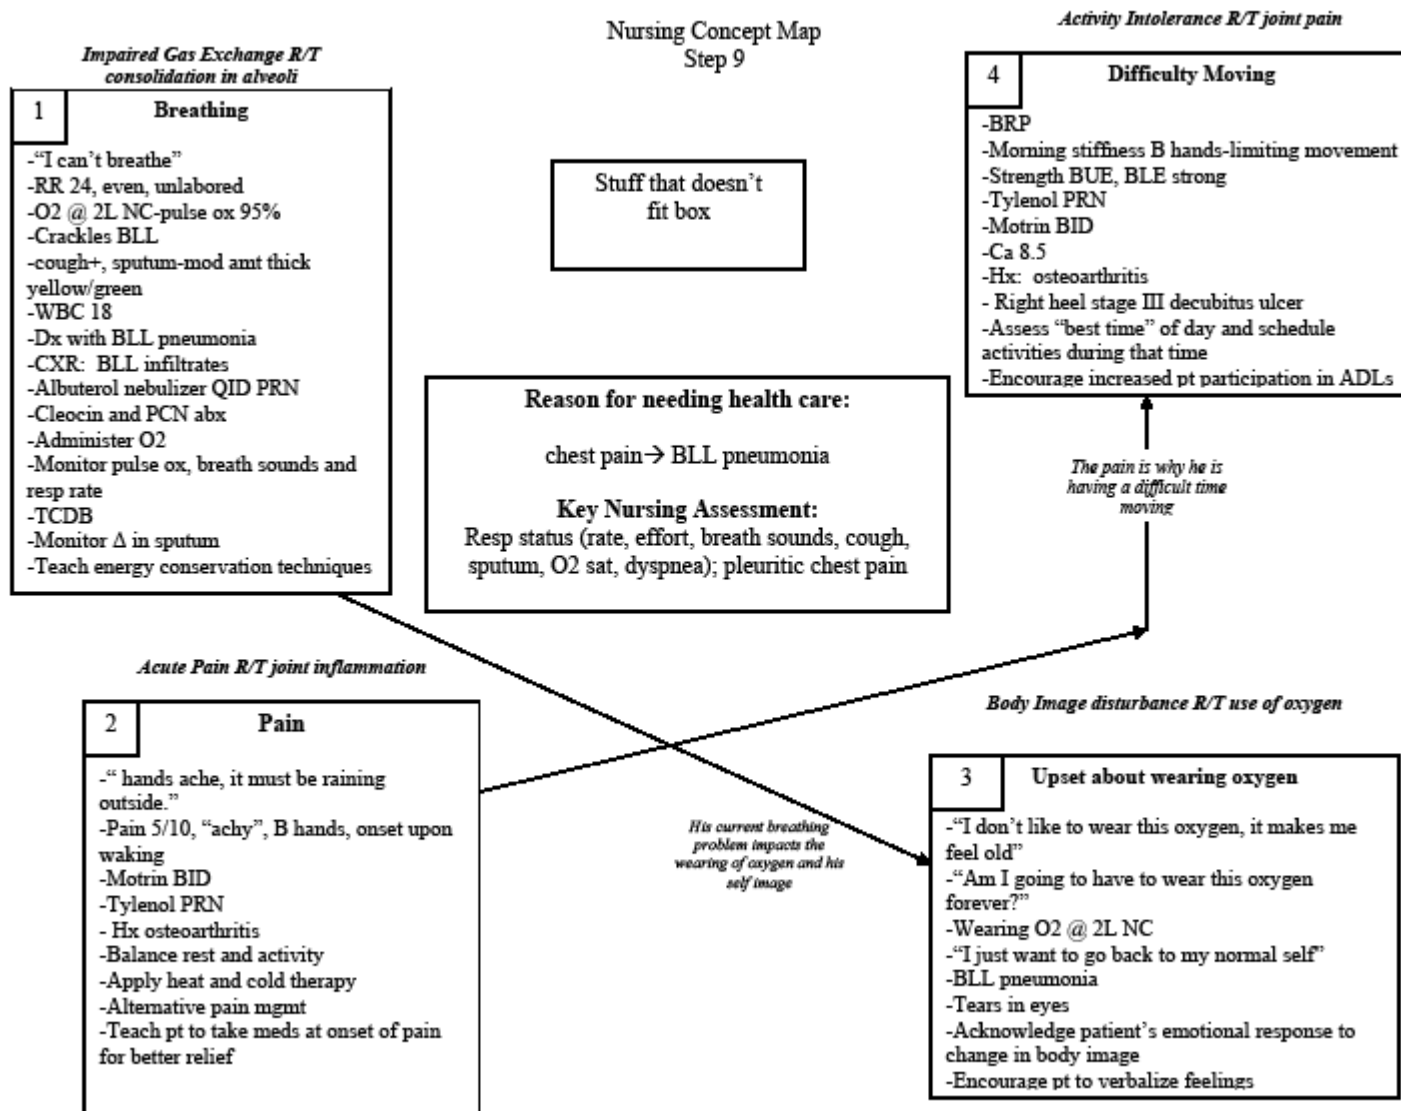 Nursing Concept Map
Step 9
Impaired Gas Exchange R/T
consolidation in alveoli
1
Breathing
-“I can’t breathe”
-RR 24, even, unlabored
-O2 @ 2L NC-pulse ox 95%
-Crackles BLL
-cough+, sputum-mod amt thick
yellow/green
-WBC 18
-Dx with BLL pneumonia
-CXR:  BLL infiltrates
-Albuterol nebulizer QID PRN
-Cleocin and PCN abx
-Administer O2
-Monitor pulse ox, breath sounds and
resp rate
-TCDB
-Monitor Δ in sputum
-Teach energy conservation techniques
Stuff that doesn’t
fit box
Reason for needing health care:
chest pain→ BLL pneumonia
Key Nursing Assessment:
Resp status (rate, effort, breath sounds, cough,
sputum, O2 sat, dyspnea); pleuritic chest pain
Activity Intolerance R/T joint pain
4
Difficulty Moving
-BRP
-Morning stiffness B hands-limiting movement
-Strength BUE, BLE strong
-Tylenol PRN
-Motrin BID
-Ca 8.5
-Hx:  osteoarthritis
- Right heel stage III decubitus ulcer
-Assess “best time” of day and schedule
activities during that time
-Encourage increased pt participation in ADLs
The pain is why he is
having a difficult time
moving
Acute Pain R/T joint inflammation
2
Pain
-“ hands ache, it must be raining
outside.”
-Pain 5/10, “achy”, B hands, onset upon
waking
-Motrin BID
-Tylenol PRN
- Hx osteoarthritis
-Balance rest and activity
-Apply heat and cold therapy
-Alternative pain mgmt
-Teach pt to take meds at onset of pain
for better relief
His current breathing
problem impacts the
wearing of oxygen and his
self image
Body Image disturbance R/T use of oxygen
3
Upset about wearing oxygen
-“I don’t like to wear this oxygen, it makes me
feel old”
-“Am I going to have to wear this oxygen
forever?”
-Wearing O2 @ 2L NC
-“I just want to go back to my normal self”
-BLL pneumonia
-Tears in eyes
-Acknowledge patient’s emotional response to
change in body image
-Encourage pt to verbalize feelings